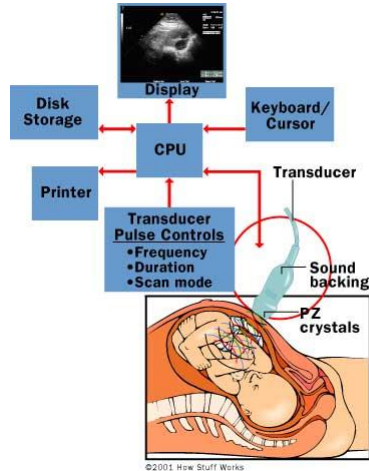 Display
Disk
Storage
Keyboard/
Cursor
CPU
Transducer
Printer
Transducer
Pulse Controls
•Frequency
•Duration
•Scan mode
Sound
backing
PZ
crystals
©2001 How Stuff Works